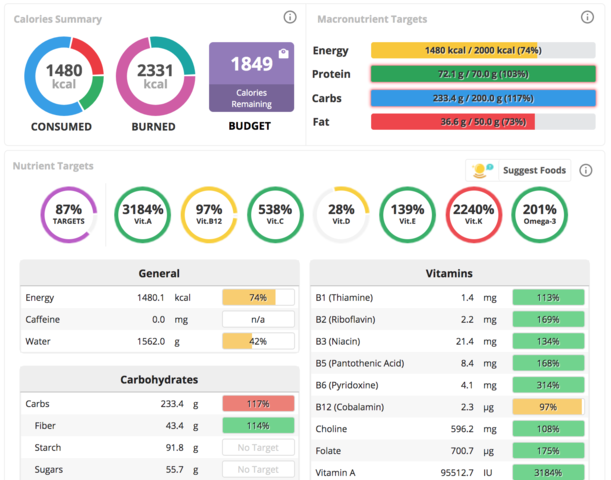 Calories Summary
1480
kcal
CONSUMED
2331
kcal
BURNED
1849
Calories
Remaining
BUDGET
Macronutrient Targets
Energy 1480 kcal / 2000 kcal (74%)
Protein 72.1 g / 70.0 g (103%)
Carbs 233.4 g / 200.0 g (117%)
Fat 36.6 g / 50.0 g (73%)
Nutrient Targets
Suggest Foods
87%
TARGETS
3184%
Vit.A
97%
Vit.B12
538%
Vit.C
28%
Vit.D
139%
Vit.E
2240%
Vit.K
201%
Omega-3
General
Energy 1480.1 kcal 74%
Caffeine 0.0 mg n/a
Water 1562.0 g 42%
Carbohydrates
Carbs 233.4 g 117%
Fiber 43.4 g 114%
Starch 91.8 g No Target
Sugars 55.7 g No Target
Vitamins
B1 (Thiamine) 1.4 mg 113%
B2 (Riboflavin) 2.2 mg 169%
B3 (Niacin) 21.4 mg 134%
B5 (Pantothenic Acid) 8.4 mg 168%
B6 (Pyridoxine) 4.1 mg 314%
B12 (Cobalamin) 2.3 µg 97%
Choline 596.2 mg 108%
Folate 700.7 µg 175%
Vitamin A 95512.7 IU 3184%